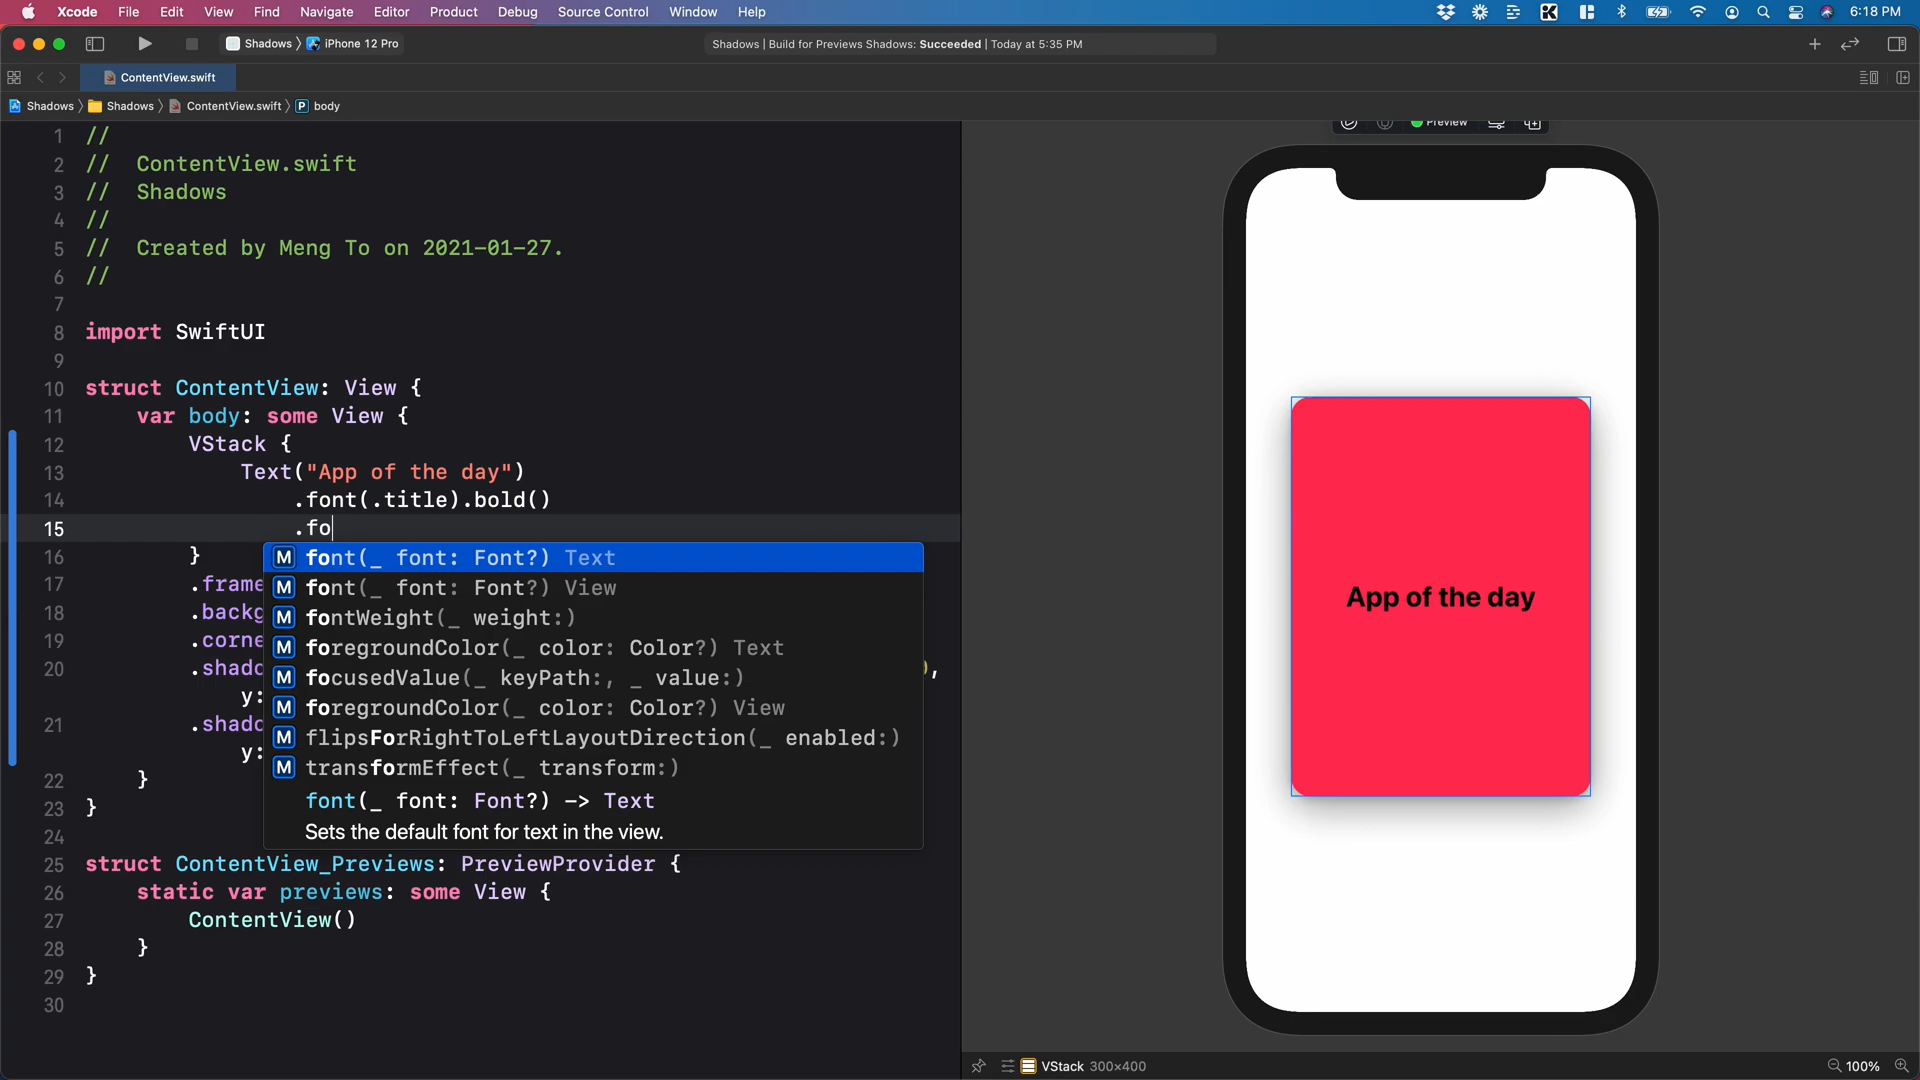 Xcode File Edit View Find Navigate Editor Product Debug Source Control Window Help 6:18 PM
Shadows iPhone 12 Pro Shadows | Build for Previews Shadows: Succeeded | Today at 5:35 PM
ContentView.swift
Shadows Shadows ContentView.swift P body
1 //
2 // ContentView.swift
3 // Shadows
4 //
5 // Created by Meng To on 2021-01-27.
6 //
7
8 import SwiftUI
9
10 struct ContentView: View {
11 var body: some View {
12 VStack {
13 Text("App of the day")
14 .font(.title).bold()
15 .fo
16 }
17 .frame
18 .backg
19 .corne
20 .shado ),
y:
21 .shado
y:
22 }
23 }
24
25 struct ContentView_Previews: PreviewProvider {
26 static var previews: some View {
27 ContentView()
28 }
29 }
30
M font(_ font: Font?) Text
M font(_ font: Font?) View
M fontWeight(_ weight:)
M foregroundColor(_ color: Color?) Text
M focusedValue(_ keyPath:, _ value:)
M foregroundColor(_ color: Color?) View
M flipsForRightToLeftLayoutDirection(_ enabled:)
M transformEffect(_ transform:)
font(_ font: Font?) -> Text
Sets the default font for text in the view.
Preview
App of the day
VStack 300×400 100%